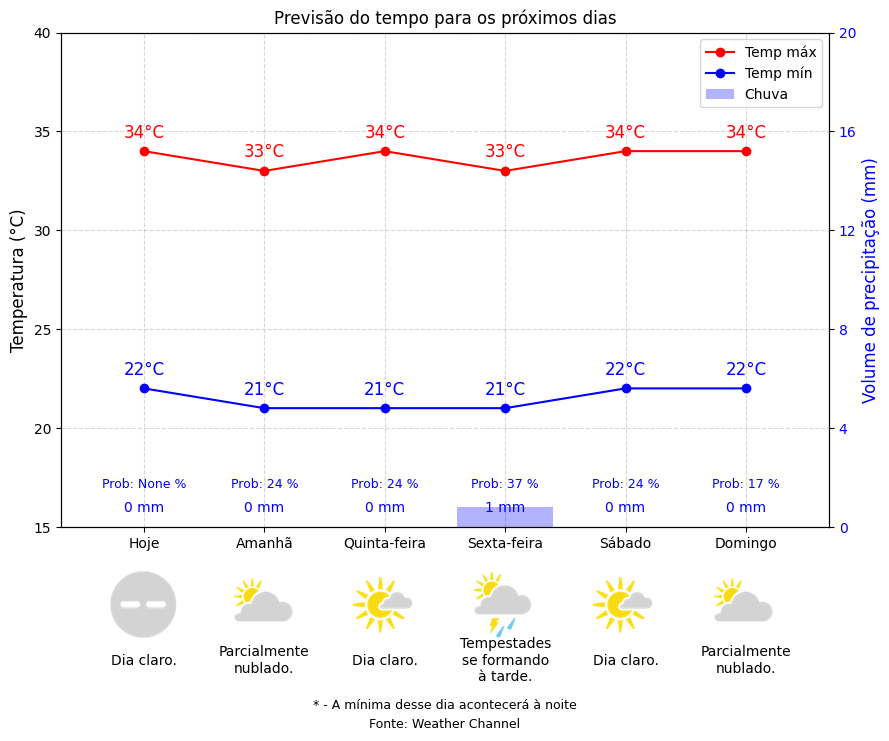 Previsão do tempo para os próximos dias
40
35
30
25
20
15
Temperatura (°C)
20
16
12
8
4
0
Volume de precipitação (mm)
Temp máx
Temp mín
Chuva
34°C 33°C 34°C 33°C 34°C 34°C
22°C 21°C 21°C 21°C 22°C 22°C
Prob: None % Prob: 24 % Prob: 24 % Prob: 37 % Prob: 24 % Prob: 17 %
0 mm 0 mm 0 mm 1 mm 0 mm 0 mm
Hoje Amanhã Quinta-feira Sexta-feira Sábado Domingo
Dia claro.
Parcialmente
nublado.
Dia claro.
Tempestades
se formando
à tarde.
Dia claro.
Parcialmente
nublado.
* - A mínima desse dia acontecerá à noite
Fonte: Weather Channel